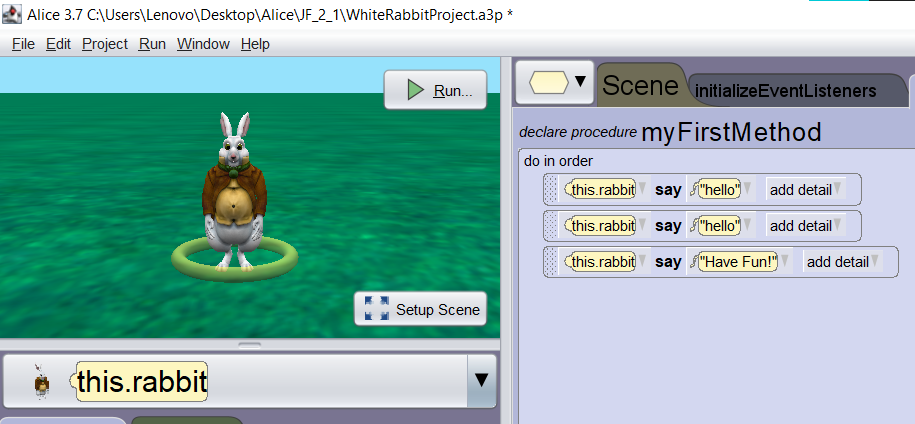 Alice 3.7 C:\Users\Lenovo\Desktop\Alice\JF_2_1\WhiteRabbitProject.a3p *
File Edit Project Run Window Help
Run...
Setup Scene
this.rabbit
Scene initializeEventListeners
declare procedure myFirstMethod
do in order
this.rabbit say "hello" add detail
this.rabbit say "hello" add detail
this.rabbit say "Have Fun!" add detail